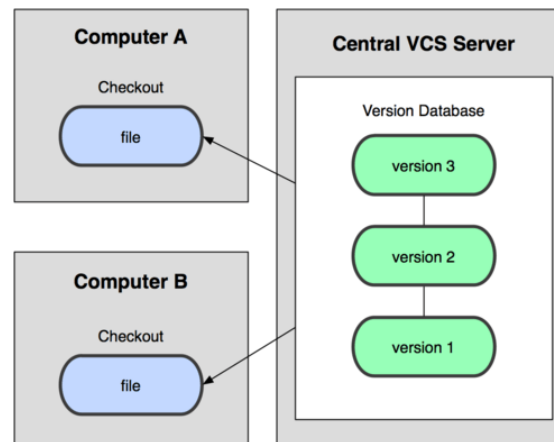 Computer A
Checkout
file
Computer B
Checkout
file
Central VCS Server
Version Database
version 3
version 2
version 1